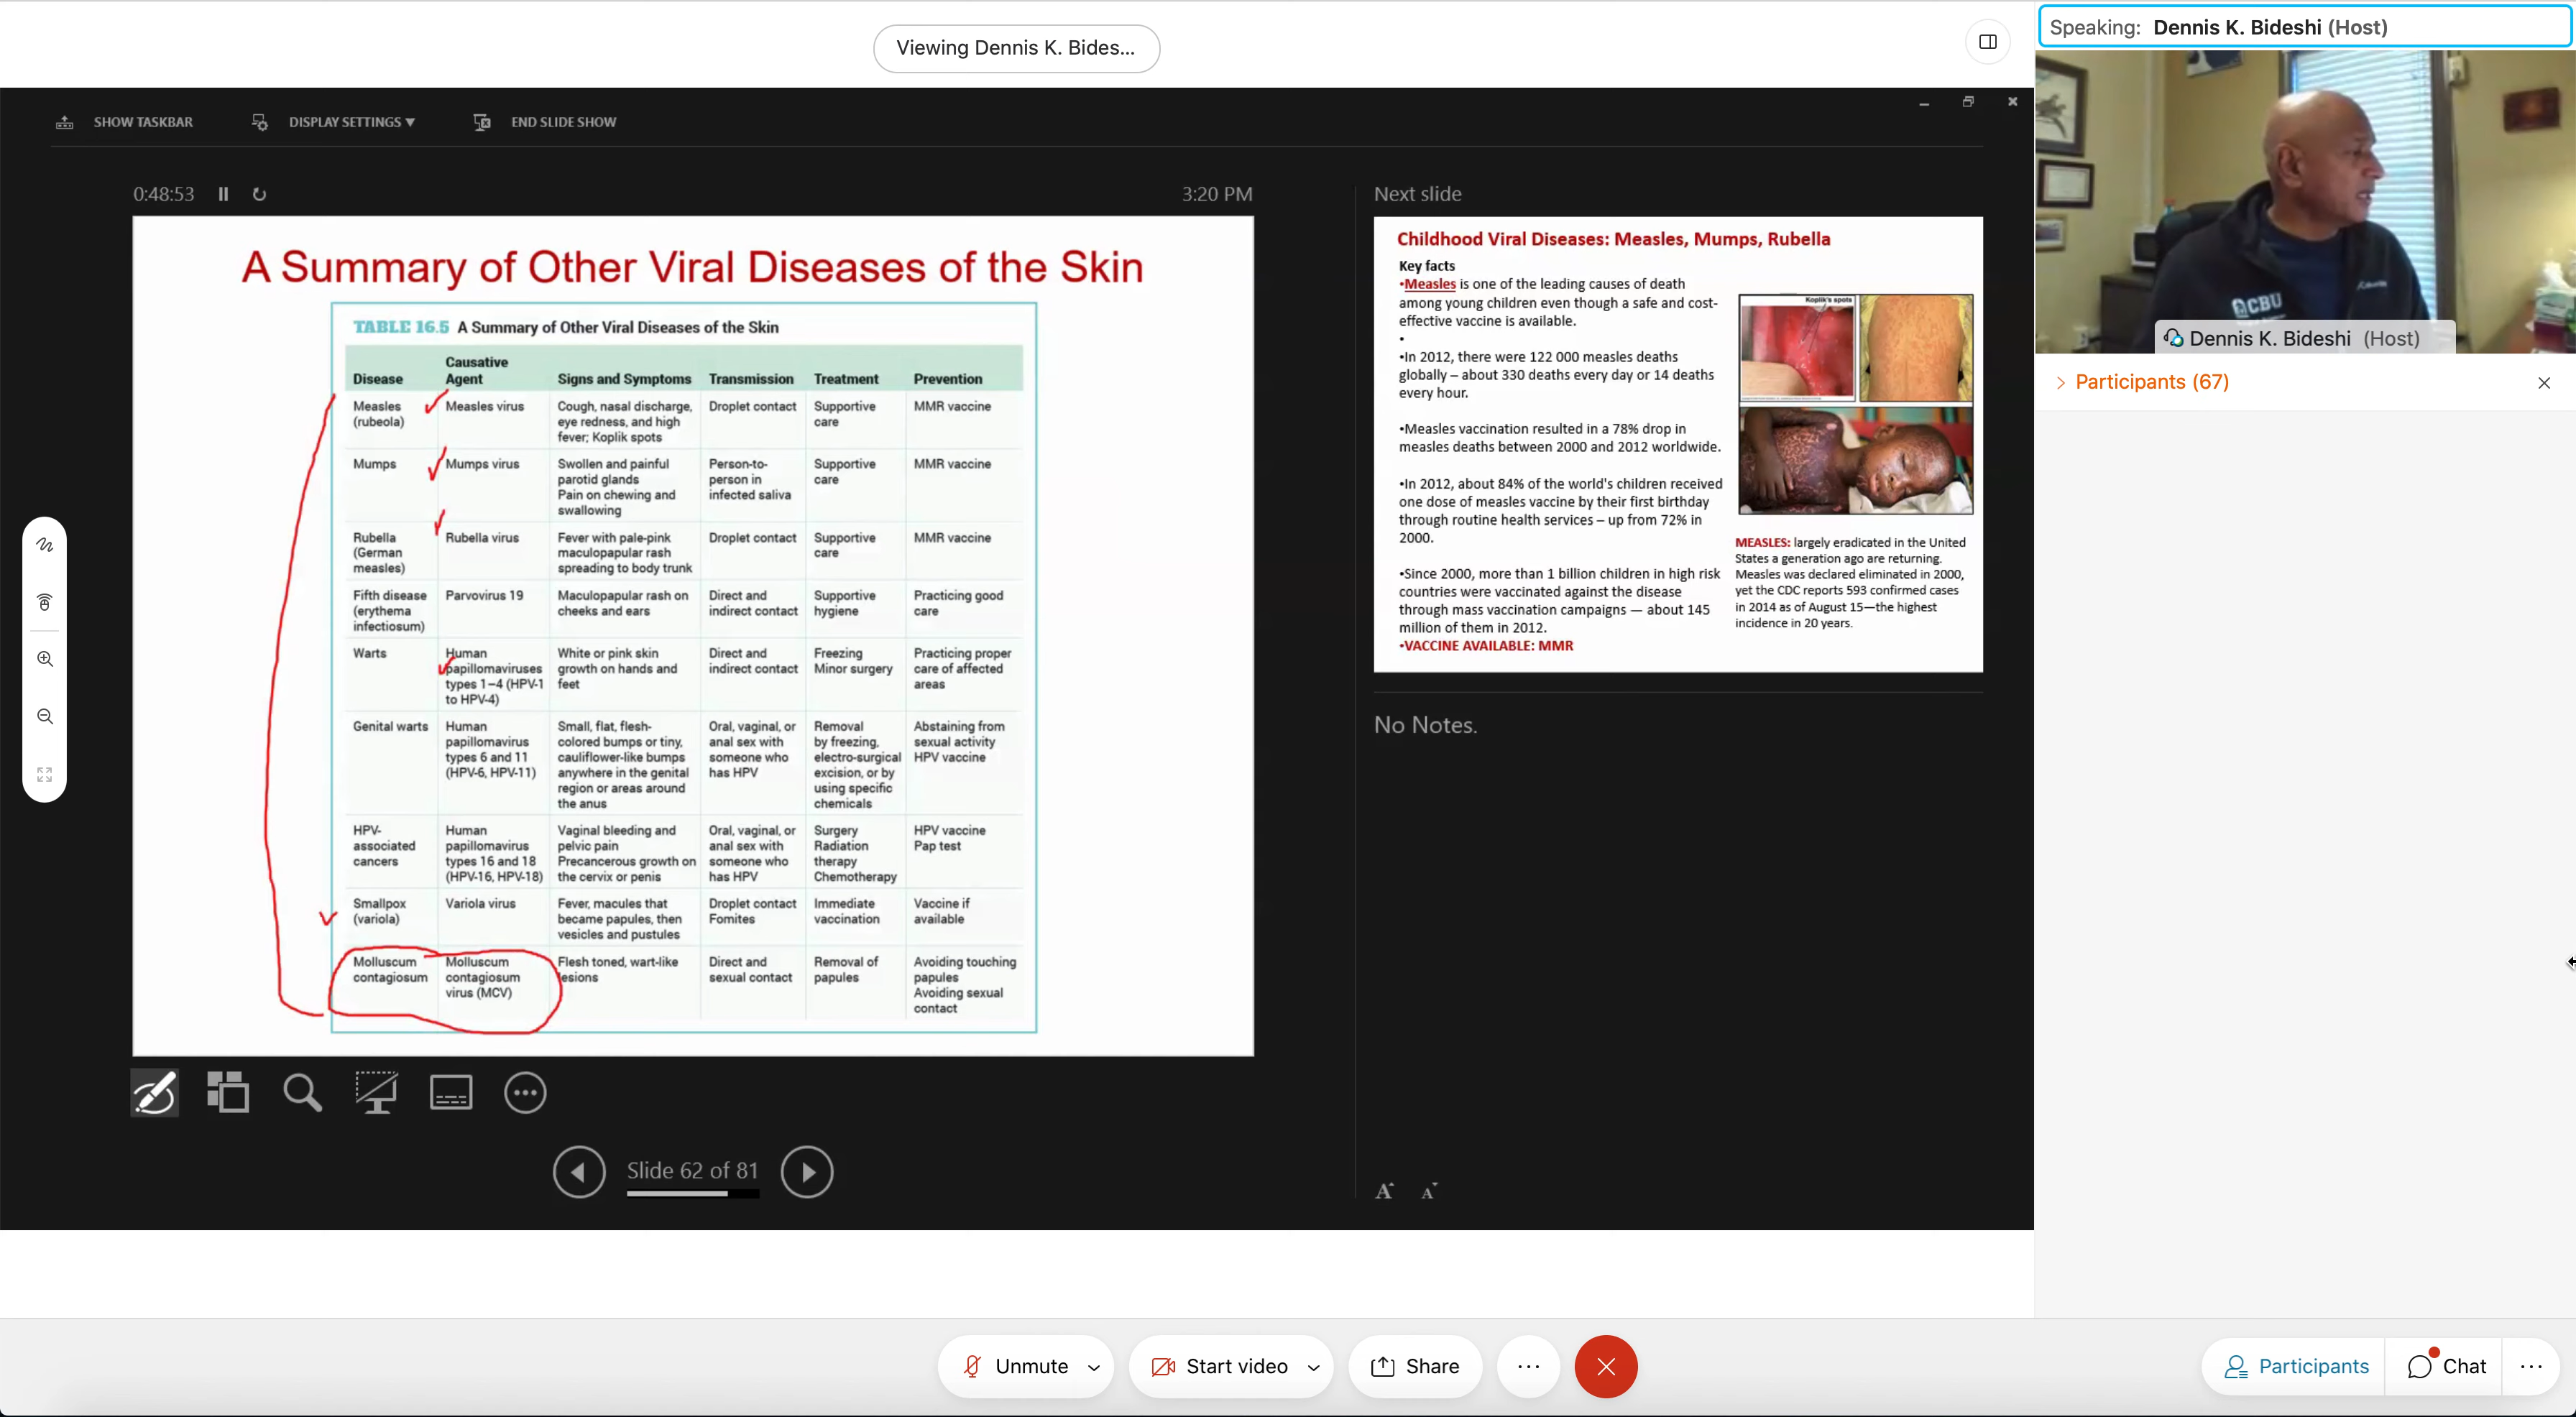 Viewing Dennis K. Bides...
Speaking: Dennis K. Bideshi (Host)
SHOW TASKBAR
DISPLAY SETTINGS ▼
END SLIDE SHOW
0:48:53
3:20 PM
A Summary of Other Viral Diseases of the Skin
TABLE 16.5 A Summary of Other Viral Diseases of the Skin
Disease
Causative
Agent
Signs and Symptoms
Transmission
Treatment
Prevention
Measles
(rubeola)
Measles virus
Cough, nasal discharge,
eye redness, and high
fever; Koplik spots
Droplet contact
Supportive
care
MMR vaccine
Mumps
Mumps virus
Swollen and painful
parotid glands
Pain on chewing and
swallowing
Person-to-
person in
infected saliva
Supportive
care
MMR vaccine
Rubella
(German
measles)
Rubella virus
Fever with pale-pink
maculopapular rash
spreading to body trunk
Droplet contact
Supportive
care
MMR vaccine
Fifth disease
(erythema
infectiosum)
Parvovirus 19
Maculopapular rash on
cheeks and ears
Direct and
indirect contact
Supportive
hygiene
Practicing good
care
Warts
Human
papillomaviruses
types 1–4 (HPV-1
to HPV-4)
White or pink skin
growth on hands and
feet
Direct and
indirect contact
Freezing
Minor surgery
Practicing proper
care of affected
areas
Genital warts
Human
papillomavirus
types 6 and 11
(HPV-6, HPV-11)
Small, flat, flesh-
colored bumps or tiny,
cauliflower-like bumps
anywhere in the genital
region or areas around
the anus
Oral, vaginal, or
anal sex with
someone who
has HPV
Removal
by freezing,
electro-surgical
excision, or by
using specific
chemicals
Abstaining from
sexual activity
HPV vaccine
HPV-
associated
cancers
Human
papillomavirus
types 16 and 18
(HPV-16, HPV-18)
Vaginal bleeding and
pelvic pain
Precancerous growth on
the cervix or penis
Oral, vaginal, or
anal sex with
someone who
has HPV
Surgery
Radiation
therapy
Chemotherapy
HPV vaccine
Pap test
Smallpox
(variola)
Variola virus
Fever, macules that
became papules, then
vesicles and pustules
Droplet contact
Fomites
Immediate
vaccination
Vaccine if
available
Molluscum
contagiosum
Molluscum
contagiosum
virus (MCV)
Flesh toned, wart-like
lesions
Direct and
sexual contact
Removal of
papules
Avoiding touching
papules
Avoiding sexual
contact
Slide 62 of 81
Next slide
Childhood Viral Diseases: Measles, Mumps, Rubella
Key facts
•Measles is one of the leading causes of death
among young children even though a safe and cost-
effective vaccine is available.
•
•In 2012, there were 122 000 measles deaths
globally – about 330 deaths every day or 14 deaths
every hour.
•Measles vaccination resulted in a 78% drop in
measles deaths between 2000 and 2012 worldwide.
•In 2012, about 84% of the world's children received
one dose of measles vaccine by their first birthday
through routine health services – up from 72% in
2000.
•Since 2000, more than 1 billion children in high risk
countries were vaccinated against the disease
through mass vaccination campaigns — about 145
million of them in 2012.
•VACCINE AVAILABLE: MMR
Koplik's spots
MEASLES: largely eradicated in the United
States a generation ago are returning.
Measles was declared eliminated in 2000,
yet the CDC reports 593 confirmed cases
in 2014 as of August 15—the highest
incidence in 20 years.
No Notes.
A A
CBU
Dennis K. Bideshi (Host)
Participants (67)
Unmute
Start video
Share
Participants
Chat